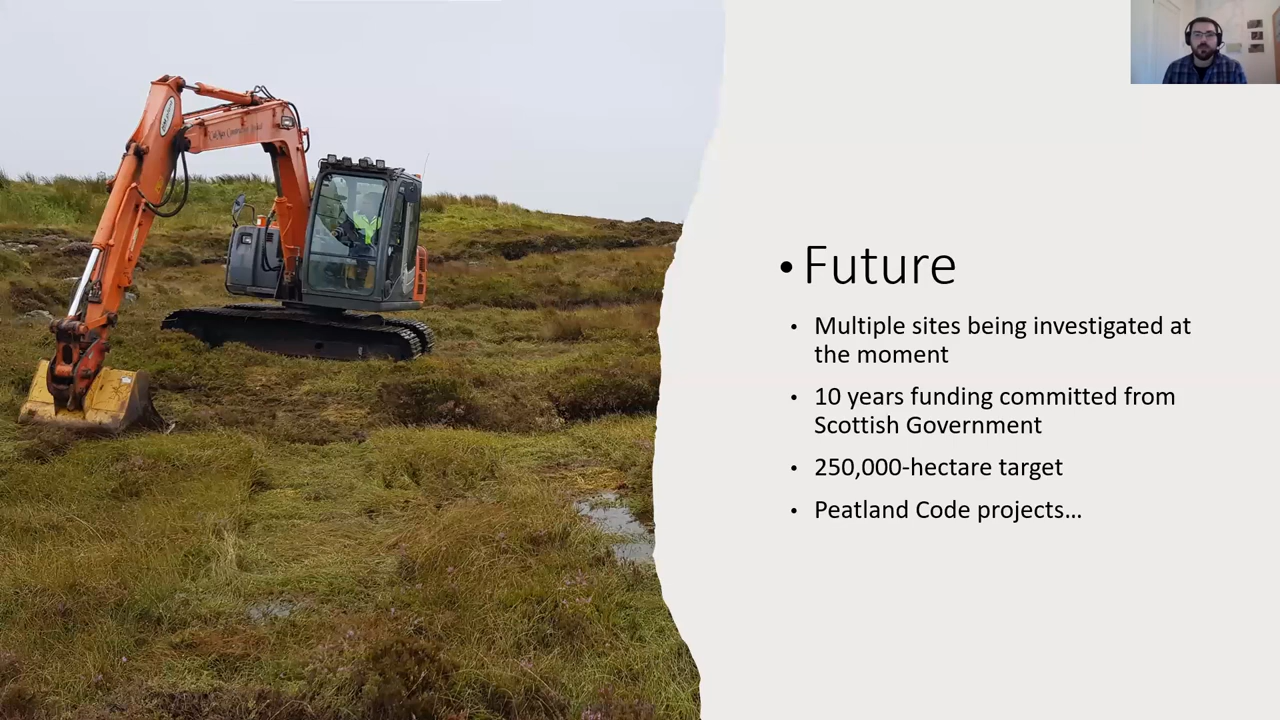 • Future
• Multiple sites being investigated at
the moment
• 10 years funding committed from
Scottish Government
• 250,000-hectare target
• Peatland Code projects…